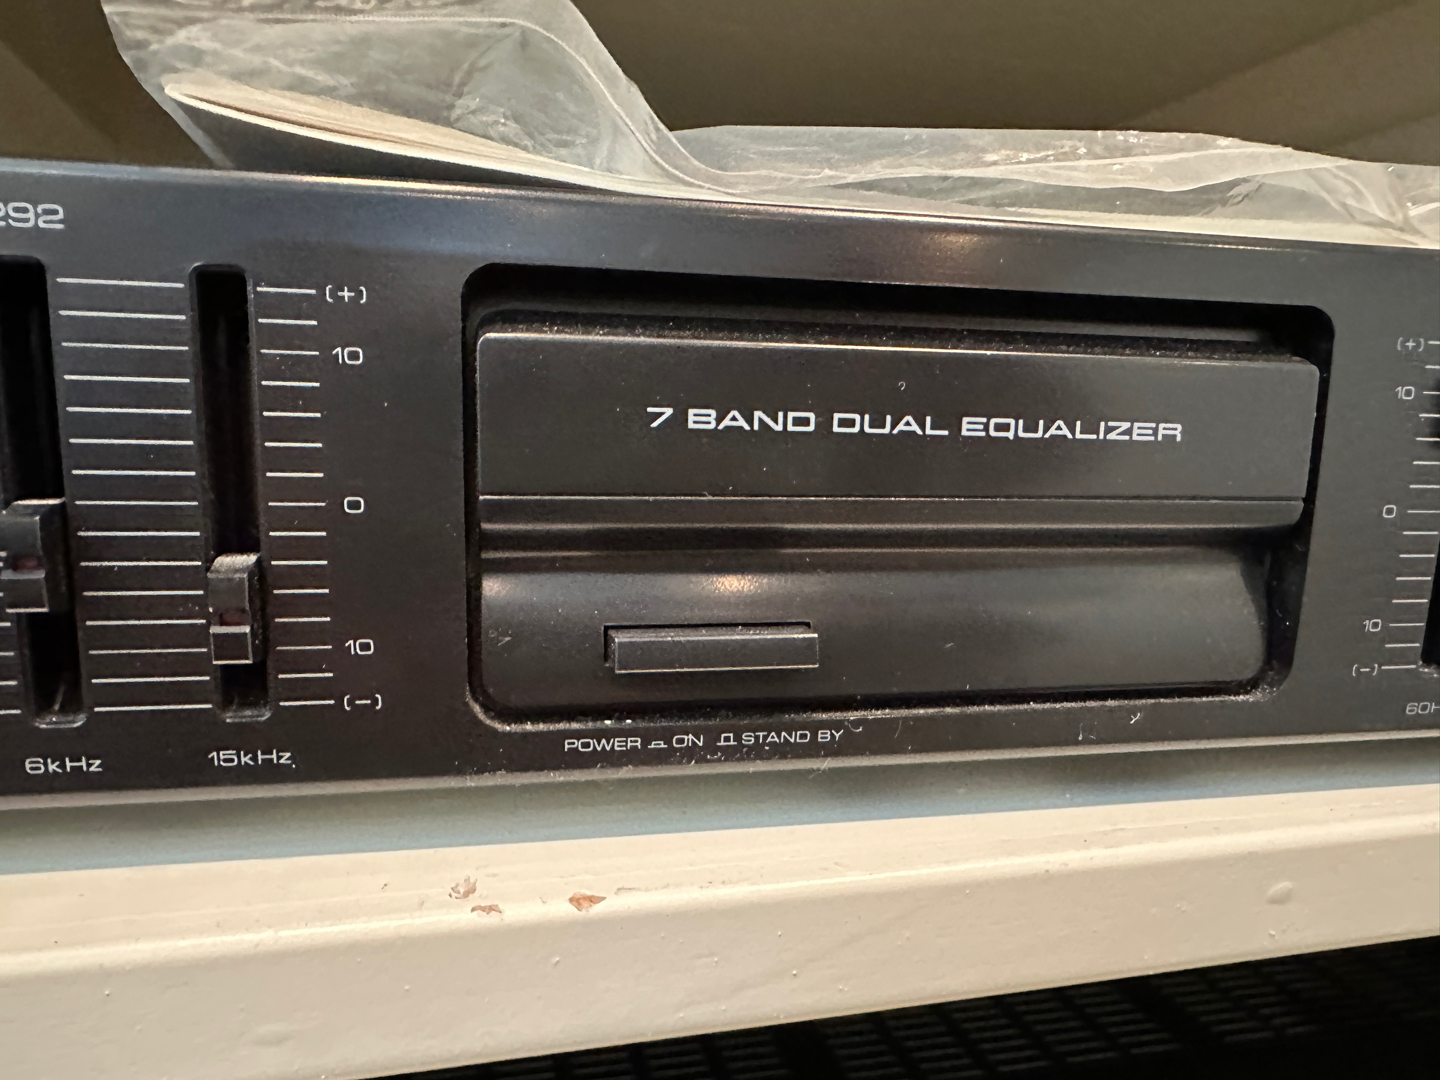 292
(+)
10
0
10
(-)
6kHz
15kHz
7 BAND DUAL EQUALIZER
POWER ON STAND BY
(+)
10
0
10
(-)